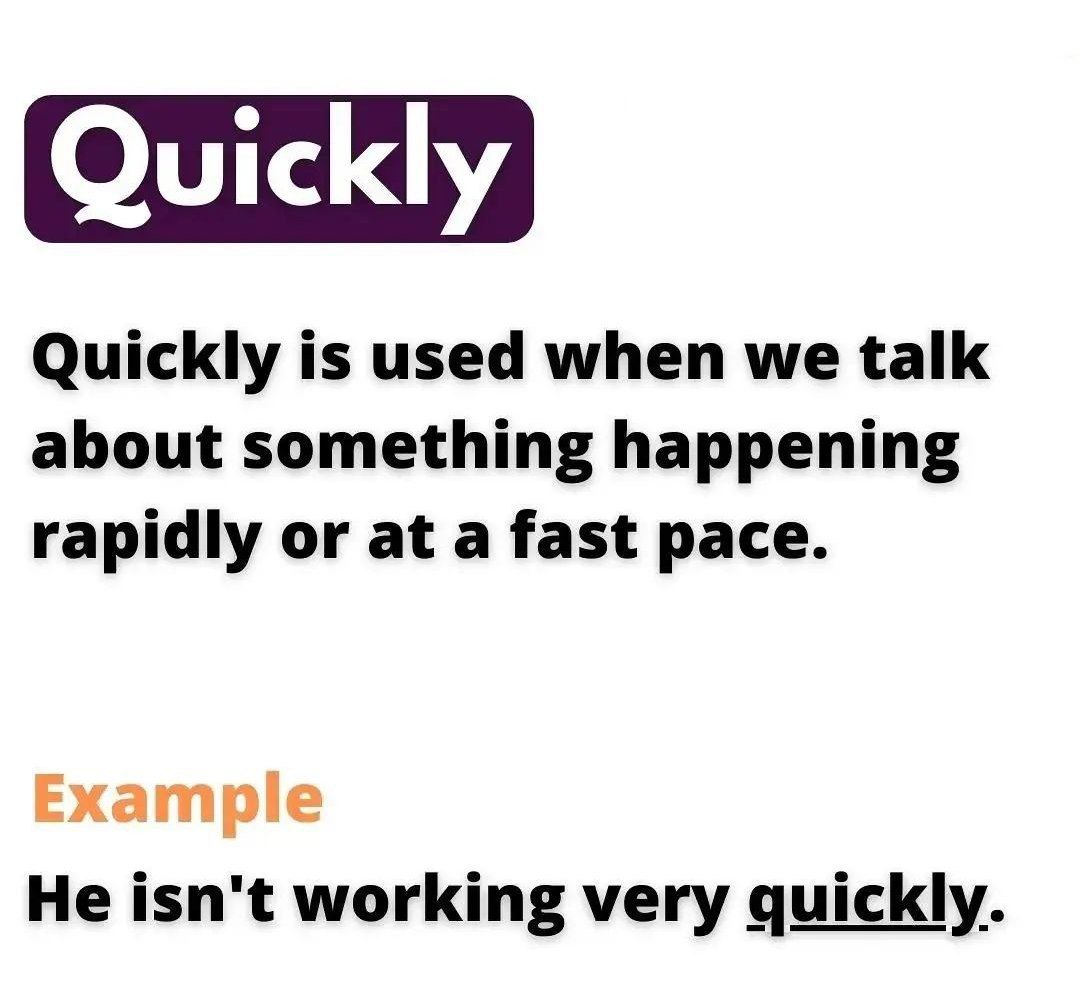 Quickly
Quickly is used when we talk
about something happening
rapidly or at a fast pace.
Example
He isn't working very quickly.